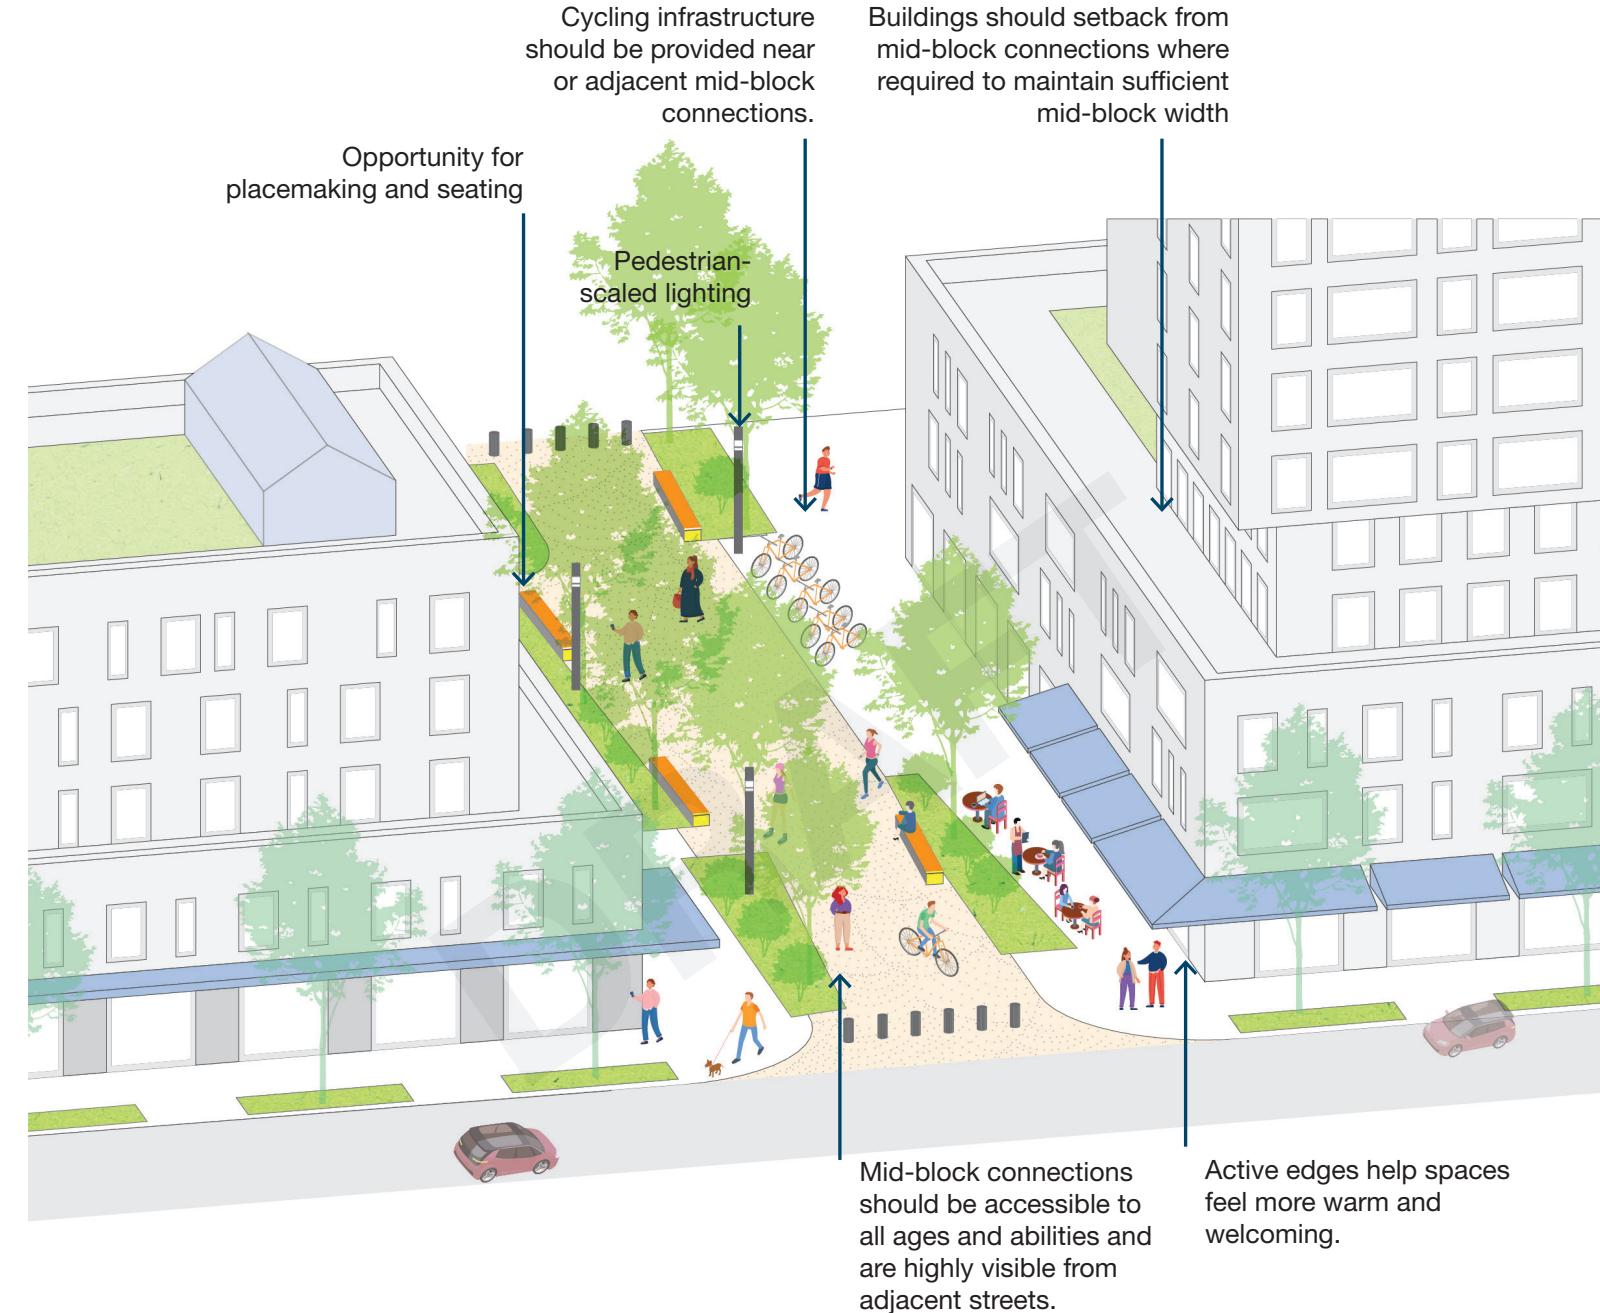 Cycling infrastructure
should be provided near
or adjacent mid-block
connections.
Buildings should setback from
mid-block connections where
required to maintain sufficient
mid-block width
Opportunity for
placemaking and seating
Pedestrian-
scaled lighting
DRAFT
Mid-block connections
should be accessible to
all ages and abilities and
are highly visible from
adjacent streets.
Active edges help spaces
feel more warm and
welcoming.